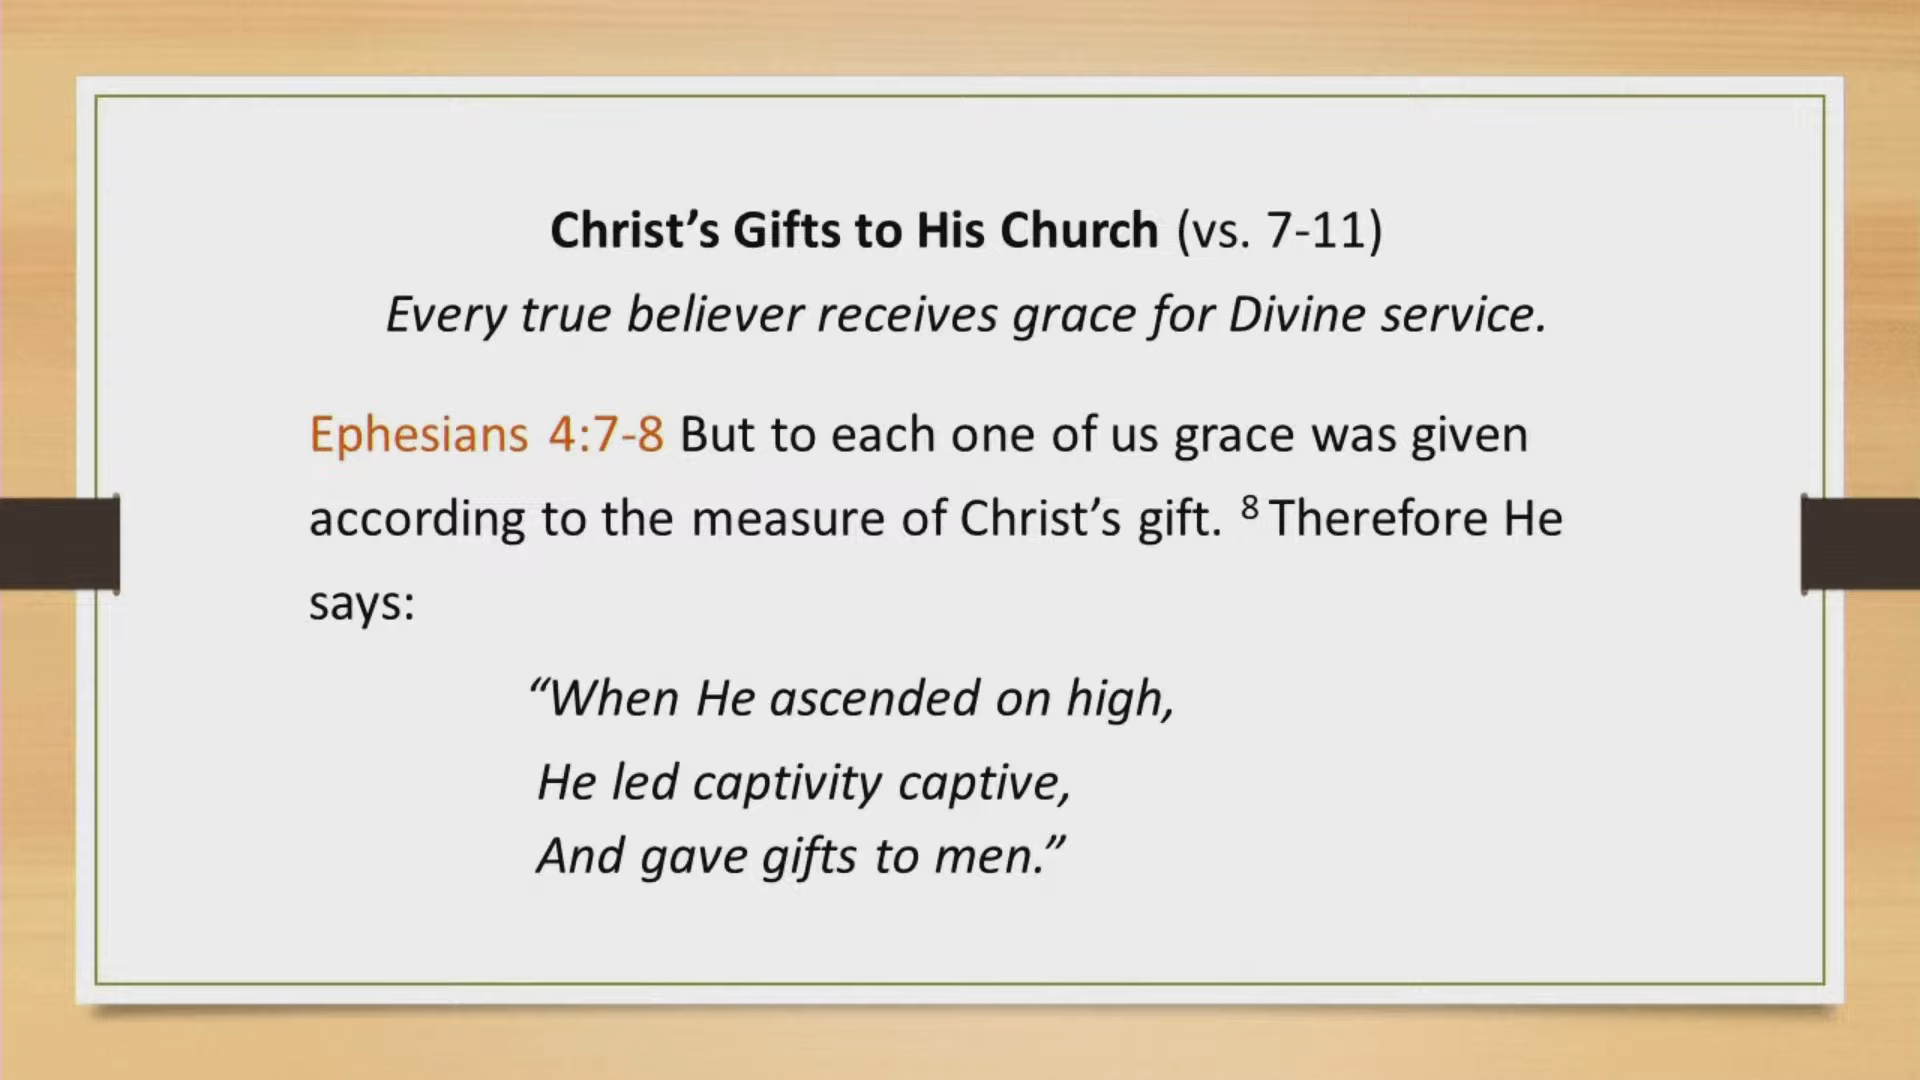 Christ’s Gifts to His Church (vs. 7-11)
Every true believer receives grace for Divine service.
Ephesians 4:7-8 But to each one of us grace was given
according to the measure of Christ’s gift. 8 Therefore He
says:
“When He ascended on high,
He led captivity captive,
And gave gifts to men.”